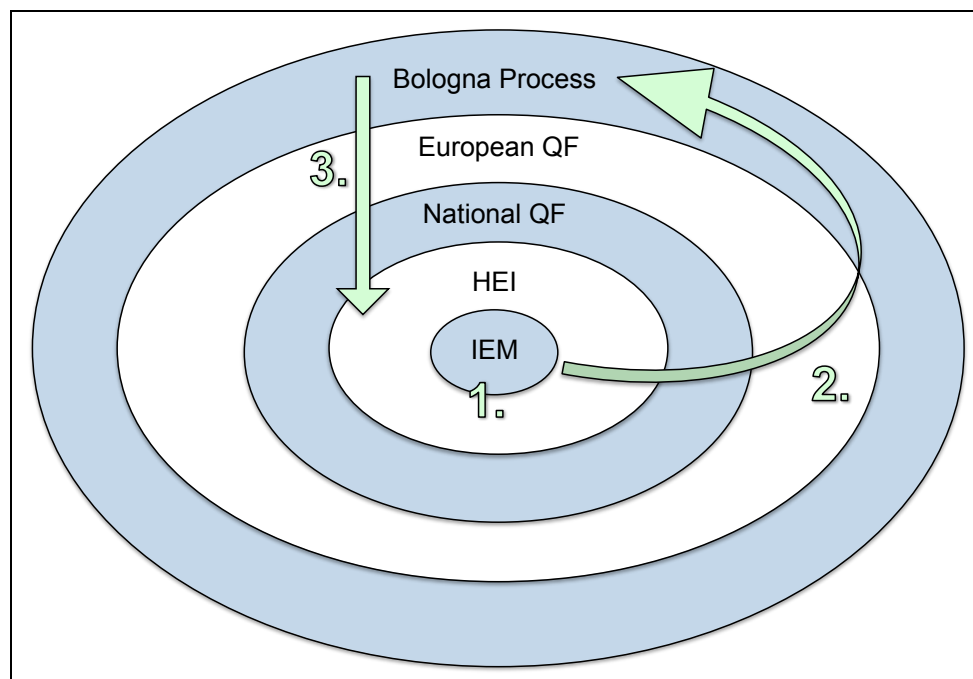 Bologna Process
European QF
3.
National QF
HEI
IEM
1.
2.